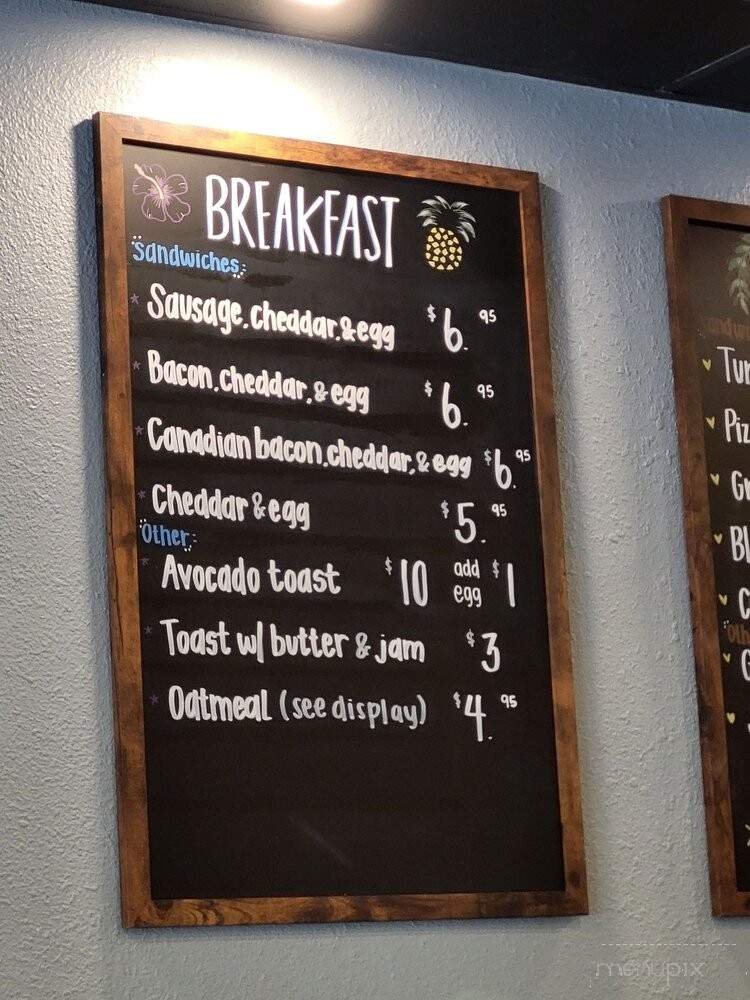 BREAKFAST
Sandwiches:
* Sausage, cheddar, & egg $6.95
* Bacon, cheddar, & egg $6.95
* Canadian bacon, cheddar, & egg $6.95
* Cheddar & egg $5.95
Other:
* Avocado toast $10 add egg $1
* Toast w/ butter & jam $3
* Oatmeal (see display) $4.95
menupix